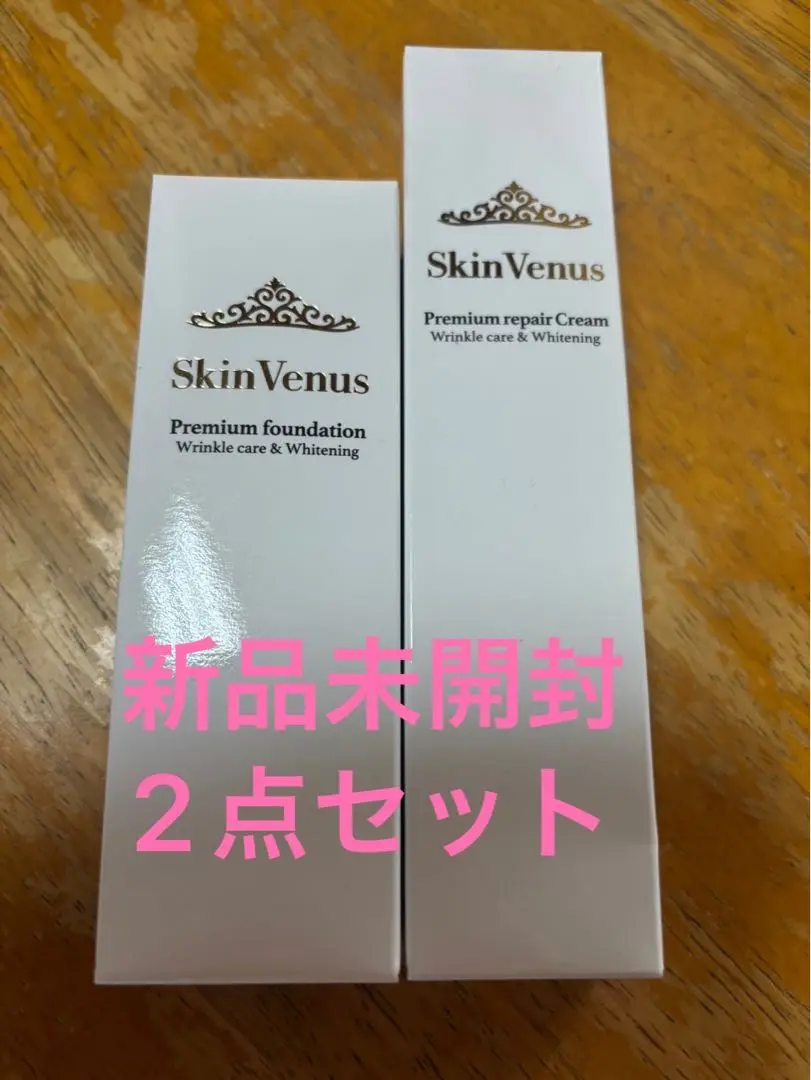 SkinVenus
Premium foundation
Wrinkle care & Whitening
SkinVenus
Premium repair Cream
Wrinkle care & Whitening
新品未開封
2点セット